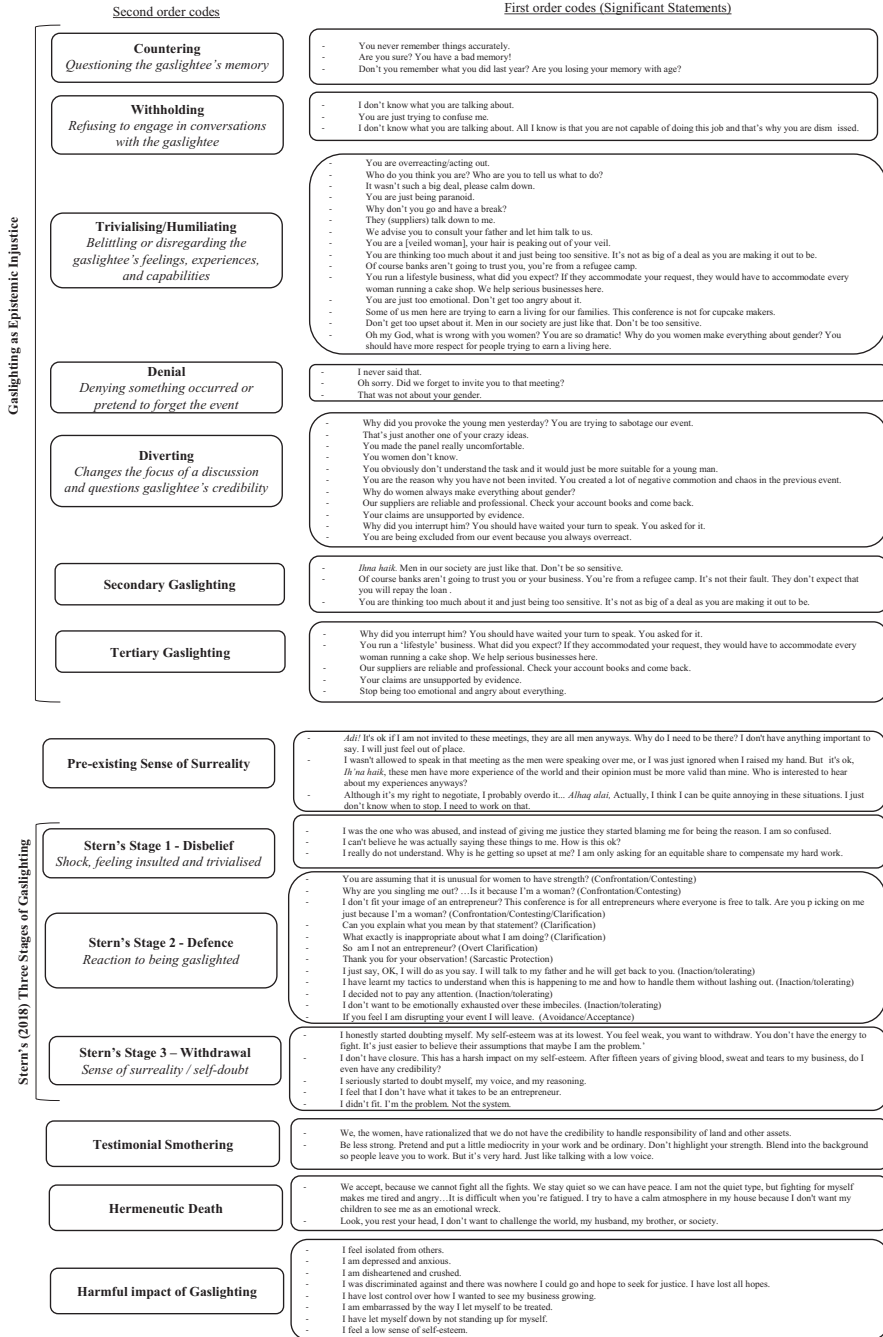 Second order codes
First order codes (Significant Statements)
Gaslighting as Epistemic Injustice
Countering
Questioning the gaslightee's memory
- You never remember things accurately.
- Are you sure? You have a bad memory!
- Don't you remember what you did last year? Are you losing your memory with age?
Withholding
Refusing to engage in conversations
with the gaslightee
- I don't know what you are talking about.
- You are just trying to confuse me.
- I don't know what you are talking about. All I know is that you are not capable of doing this job and that's why you are dism issed.
Trivialising/Humiliating
Belittling or disregarding the
gaslightee's feelings, experiences,
and capabilities
- You are overreacting/acting out.
- Who do you think you are? Who are you to tell us what to do?
- It wasn't such a big deal, please calm down.
- You are just being paranoid.
- Why don't you go and have a break?
- They (suppliers) talk down to me.
- We advise you to consult your father and let him talk to us.
- You are a [veiled woman], your hair is peaking out of your veil.
- You are thinking too much about it and just being too sensitive. It's not as big of a deal as you are making it out to be.
- Of course banks aren't going to trust you, you're from a refugee camp.
- You run a lifestyle business, what did you expect? If they accommodate your request, they would have to accommodate every
woman running a cake shop. We help serious businesses here.
- You are just too emotional. Don't get too angry about it.
- Some of us men here are trying to earn a living for our families. This conference is not for cupcake makers.
- Don't get too upset about it. Men in our society are just like that. Don't be too sensitive.
- Oh my God, what is wrong with you women? You are so dramatic! Why do you women make everything about gender? You
should have more respect for people trying to earn a living here.
Denial
Denying something occurred or
pretend to forget the event
- I never said that.
- Oh sorry. Did we forget to invite you to that meeting?
- That was not about your gender.
Diverting
Changes the focus of a discussion
and questions gaslightee's credibility
- Why did you provoke the young men yesterday? You are trying to sabotage our event.
- That's just another one of your crazy ideas.
- You made the panel really uncomfortable.
- You women don't know.
- You obviously don't understand the task and it would just be more suitable for a young man.
- You are the reason why you have not been invited. You created a lot of negative commotion and chaos in the previous event.
- Why do women always make everything about gender?
- Our suppliers are reliable and professional. Check your account books and come back.
- Your claims are unsupported by evidence.
- Why did you interrupt him? You should have waited your turn to speak. You asked for it.
- You are being excluded from our event because you always overreact.
Secondary Gaslighting
- Ihna haik. Men in our society are just like that. Don't be so sensitive.
- Of course banks aren't going to trust you or your business. You're from a refugee camp. It's not their fault. They don't expect that
you will repay the loan .
- You are thinking too much about it and just being too sensitive. It's not as big of a deal as you are making it out to be.
Tertiary Gaslighting
- Why did you interrupt him? You should have waited your turn to speak. You asked for it.
- You run a 'lifestyle' business. What did you expect? If they accommodated your request, they would have to accommodate every
woman running a cake shop. We help serious businesses here.
- Our suppliers are reliable and professional. Check your account books and come back.
- Your claims are unsupported by evidence.
- Stop being too emotional and angry about everything.
Pre-existing Sense of Surreality
- Adi! It's ok if I am not invited to these meetings, they are all men anyways. Why do I need to be there? I don't have anything important to
say. I will just feel out of place.
- I wasn't allowed to speak in that meeting as the men were speaking over me, or I was just ignored when I raised my hand. But it's ok,
Ih'na haik, these men have more experience of the world and their opinion must be more valid than mine. Who is interested to hear
about my experiences anyways?
- Although it's my right to negotiate, I probably overdo it... Alhaq alai, Actually, I think I can be quite annoying in these situations. I just
don't know when to stop. I need to work on that.
Stern's (2018) Three Stages of Gaslighting
Stern's Stage 1 - Disbelief
Shock, feeling insulted and trivialised
- I was the one who was abused, and instead of giving me justice they started blaming me for being the reason. I am so confused.
- I can't believe he was actually saying these things to me. How is this ok?
- I really do not understand. Why is he getting so upset at me? I am only asking for an equitable share to compensate my hard work.
Stern's Stage 2 - Defence
Reaction to being gaslighted
- You are assuming that it is unusual for women to have strength? (Confrontation/Contesting)
- Why are you singling me out? …Is it because I'm a woman? (Confrontation/Contesting)
- I don't fit your image of an entrepreneur? This conference is for all entrepreneurs where everyone is free to talk. Are you p icking on me
just because I'm a woman? (Confrontation/Contesting/Clarification)
- Can you explain what you mean by that statement? (Clarification)
- What exactly is inappropriate about what I am doing? (Clarification)
- So am I not an entrepreneur? (Overt Clarification)
- Thank you for your observation! (Sarcastic Protection)
- I just say, OK, I will do as you say. I will talk to my father and he will get back to you. (Inaction/tolerating)
- I have learnt my tactics to understand when this is happening to me and how to handle them without lashing out. (Inaction/tolerating)
- I decided not to pay any attention. (Inaction/tolerating)
- I don't want to be emotionally exhausted over these imbeciles. (Inaction/tolerating)
- If you feel I am disrupting your event I will leave. (Avoidance/Acceptance)
Stern's Stage 3 – Withdrawal
Sense of surreality / self-doubt
- I honestly started doubting myself. My self-esteem was at its lowest. You feel weak, you want to withdraw. You don't have the energy to
fight. It's just easier to believe their assumptions that maybe I am the problem.'
- I don't have closure. This has a harsh impact on my self-esteem. After fifteen years of giving blood, sweat and tears to my business, do I
even have any credibility?
- I seriously started to doubt myself, my voice, and my reasoning.
- I feel that I don't have what it takes to be an entrepreneur.
- I didn't fit. I'm the problem. Not the system.
Testimonial Smothering
- We, the women, have rationalized that we do not have the credibility to handle responsibility of land and other assets.
- Be less strong. Pretend and put a little mediocrity in your work and be ordinary. Don't highlight your strength. Blend into the background
so people leave you to work. But it's very hard. Just like talking with a low voice.
Hermeneutic Death
- We accept, because we cannot fight all the fights. We stay quiet so we can have peace. I am not the quiet type, but fighting for myself
makes me tired and angry…It is difficult when you're fatigued. I try to have a calm atmosphere in my house because I don't want my
children to see me as an emotional wreck.
- Look, you rest your head, I don't want to challenge the world, my husband, my brother, or society.
Harmful impact of Gaslighting
- I feel isolated from others.
- I am depressed and anxious.
- I am disheartened and crushed.
- I was discriminated against and there was nowhere I could go and hope to seek for justice. I have lost all hopes.
- I have lost control over how I wanted to see my business growing.
- I am embarrassed by the way I let myself to be treated.
- I have let myself down by not standing up for myself.
- I feel a low sense of self-esteem.